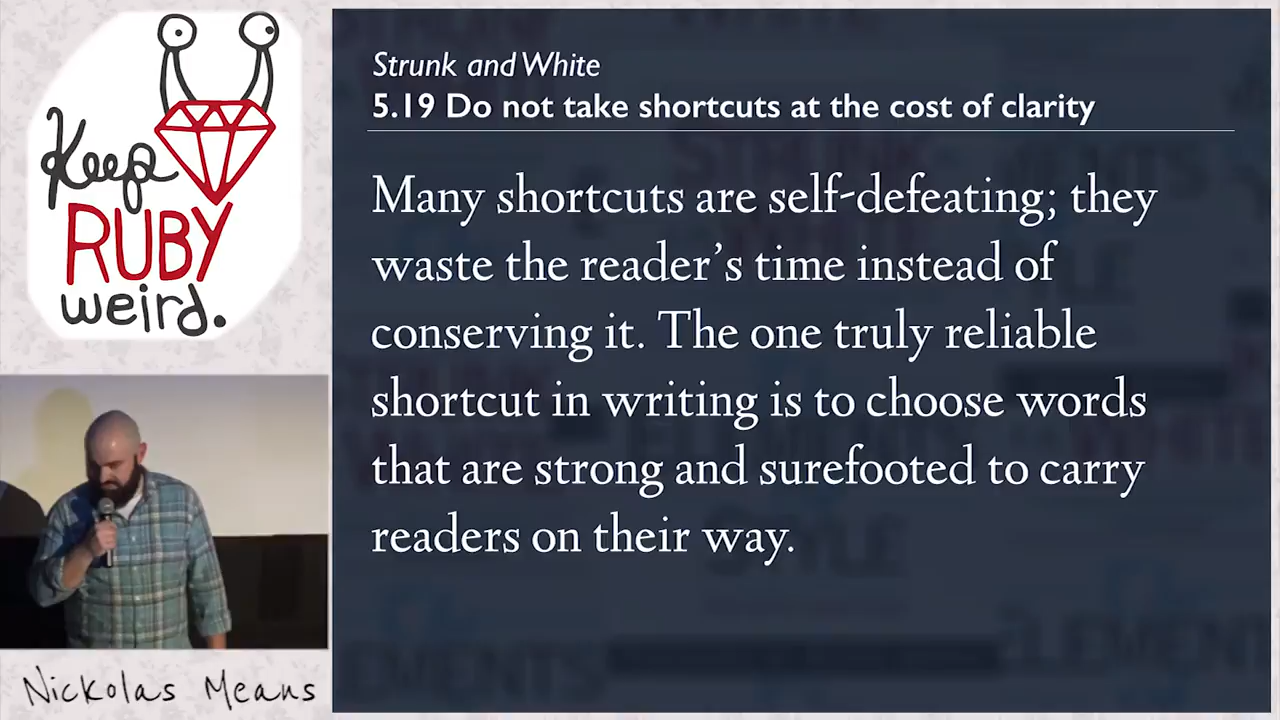 Keep
RUBY
weird.
Nickolas Means
Strunk and White
5.19 Do not take shortcuts at the cost of clarity
Many shortcuts are self-defeating; they
waste the reader’s time instead of
conserving it. The one truly reliable
shortcut in writing is to choose words
that are strong and surefooted to carry
readers on their way.